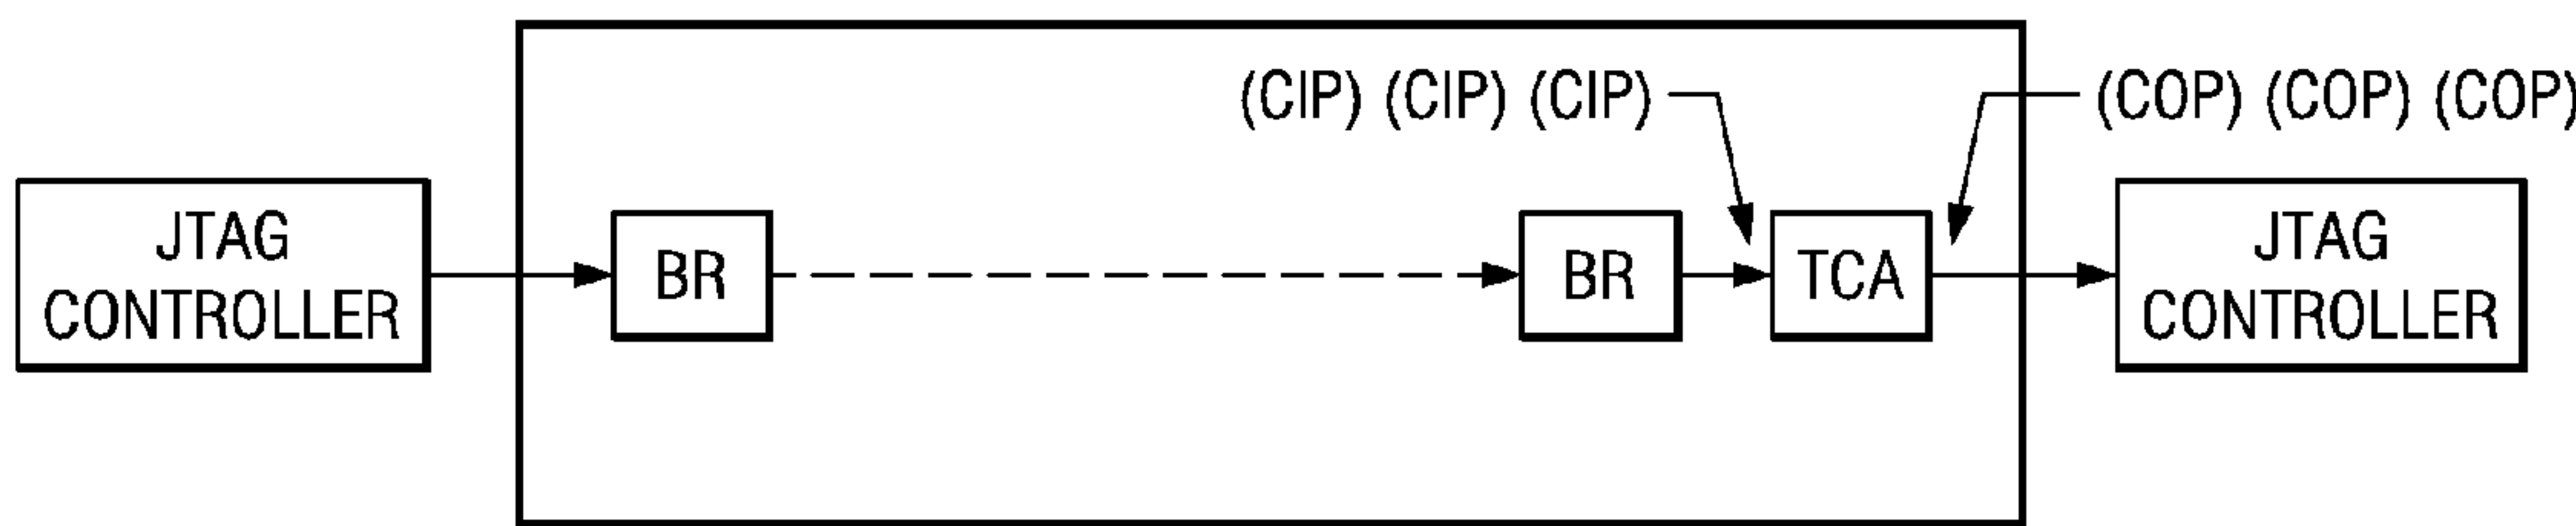 (CIP) (CIP) (CIP)
(COP) (COP) (COP)
JTAG
CONTROLLER
BR
BR
TCA
JTAG
CONTROLLER